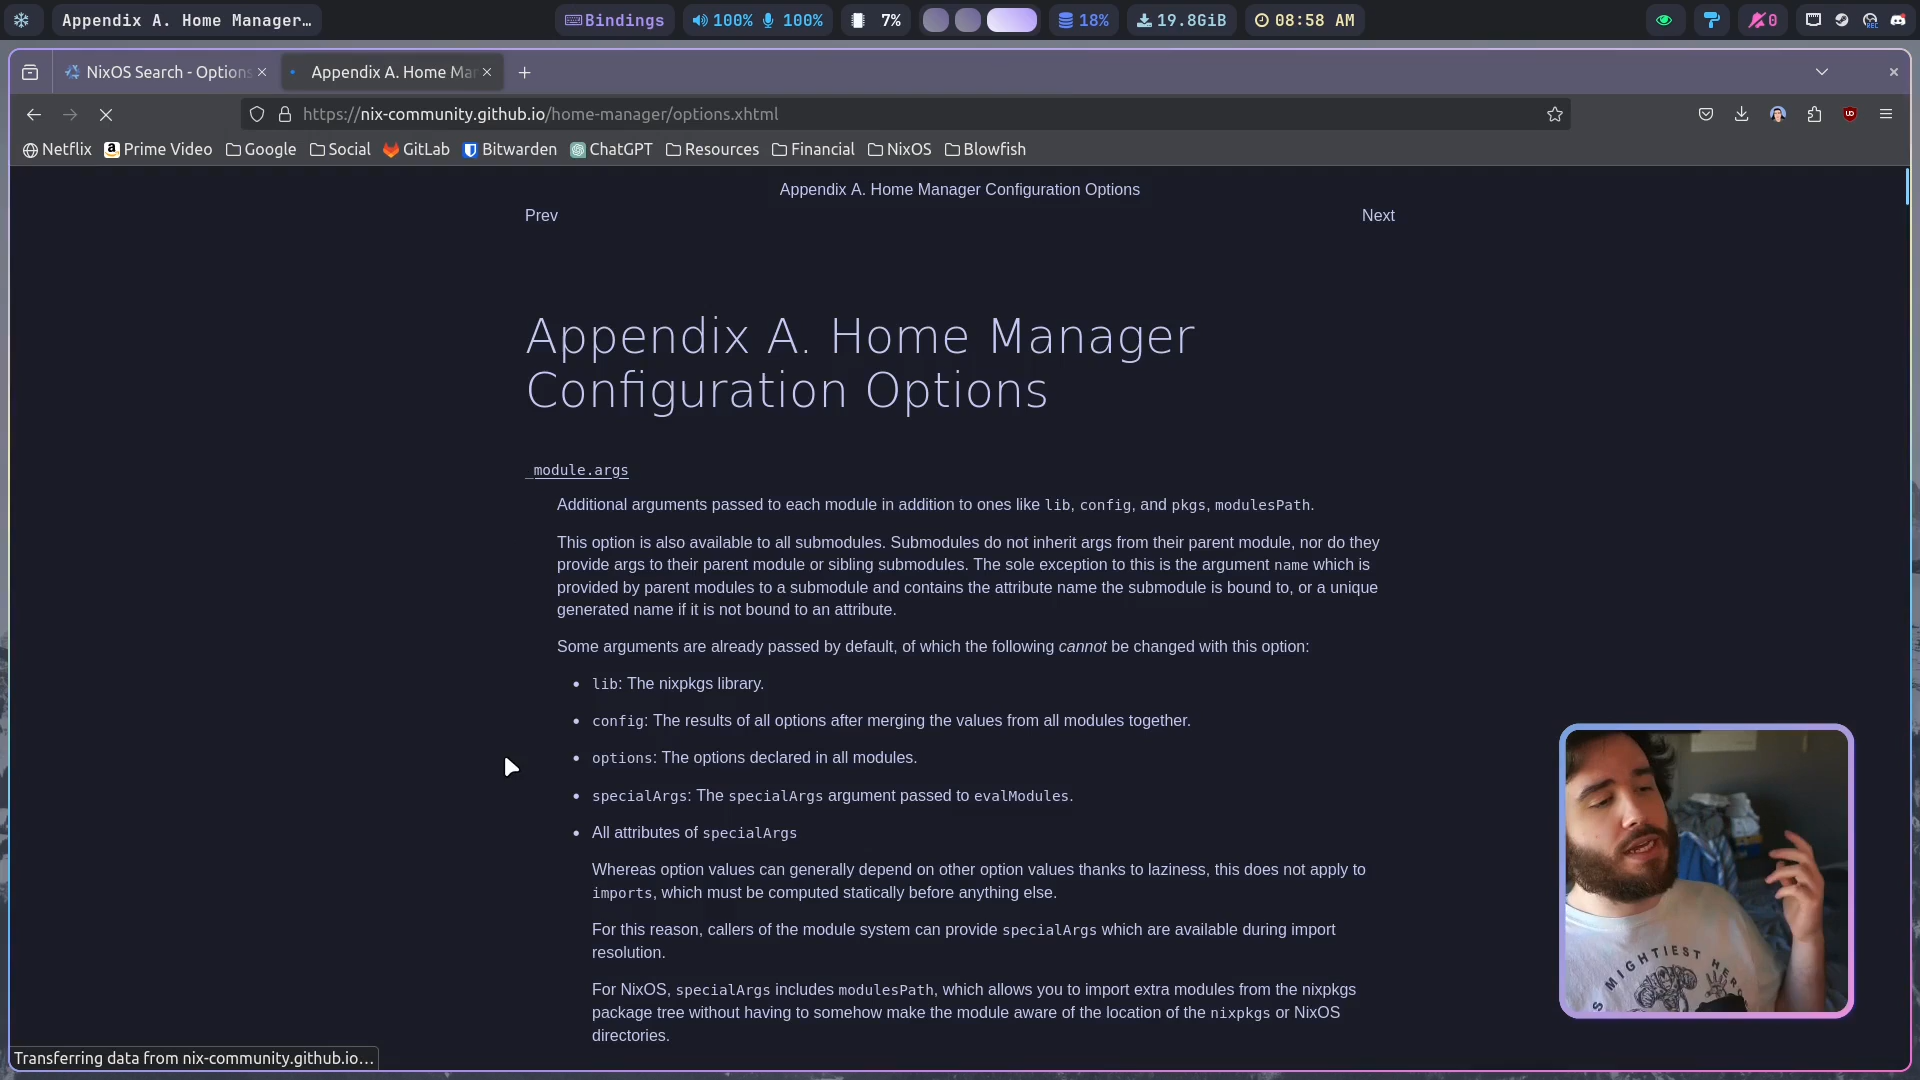 Appendix A. Home Manager…
Bindings
100% 100%
7%
18%
19.8GiB
08:58 AM
0
NixOS Search - Options
Appendix A. Home Man
https://nix-community.github.io/home-manager/options.xhtml
Netflix
Prime Video
Google
Social
GitLab
Bitwarden
ChatGPT
Resources
Financial
NixOS
Blowfish
Appendix A. Home Manager Configuration Options
Prev
Next
Appendix A. Home Manager
Configuration Options
_module.args
Additional arguments passed to each module in addition to ones like lib, config, and pkgs, modulesPath.
This option is also available to all submodules. Submodules do not inherit args from their parent module, nor do they
provide args to their parent module or sibling submodules. The sole exception to this is the argument name which is
provided by parent modules to a submodule and contains the attribute name the submodule is bound to, or a unique
generated name if it is not bound to an attribute.
Some arguments are already passed by default, of which the following cannot be changed with this option:
• lib: The nixpkgs library.
• config: The results of all options after merging the values from all modules together.
• options: The options declared in all modules.
• specialArgs: The specialArgs argument passed to evalModules.
• All attributes of specialArgs
Whereas option values can generally depend on other option values thanks to laziness, this does not apply to
imports, which must be computed statically before anything else.
For this reason, callers of the module system can provide specialArgs which are available during import
resolution.
For NixOS, specialArgs includes modulesPath, which allows you to import extra modules from the nixpkgs
package tree without having to somehow make the module aware of the location of the nixpkgs or NixOS
directories.
MIGHTIEST
Transferring data from nix-community.github.io…